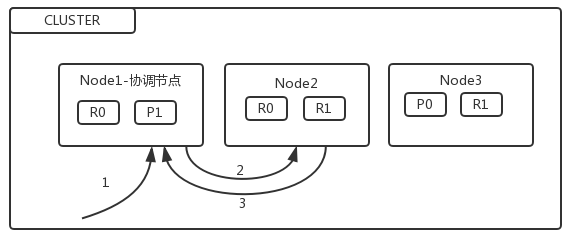 CLUSTER
Node1-协调节点
R0
P1
Node2
R0
R1
Node3
P0
R1
1
2
3